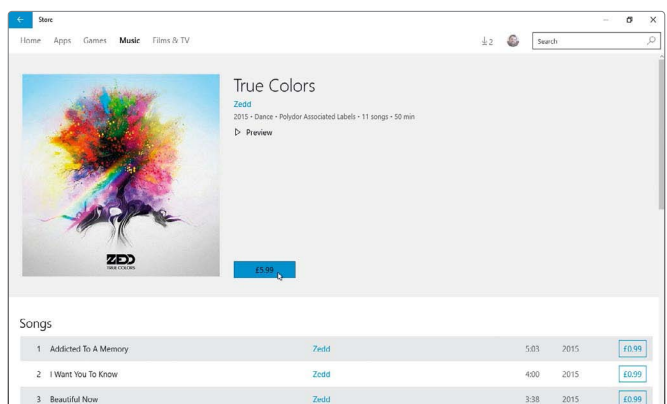 Store
Home Apps Games Music Films & TV 2 Search
True Colors
Zedd
2015 • Dance • Polydor Associated Labels • 11 songs • 50 min
Preview
ZEDD
TRUE COLORS
£5.99
Songs
1 Addicted To A Memory Zedd 5:03 2015 £0.99
2 I Want You To Know Zedd 4:00 2015 £0.99
3 Beautiful Now Zedd 3:38 2015 £0.99